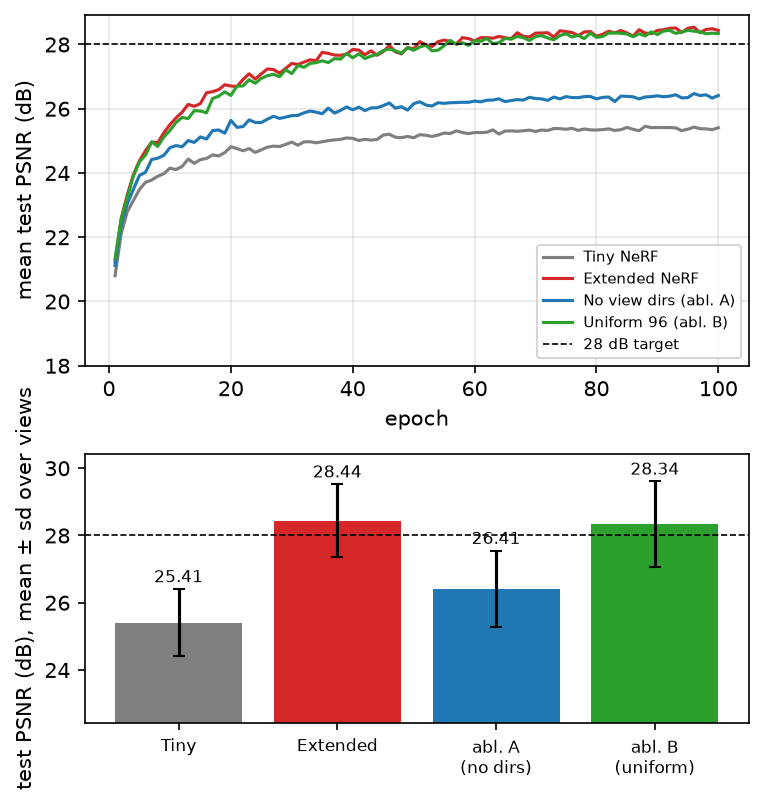 mean test PSNR (dB)
28
26
24
22
20
18
Tiny NeRF
Extended NeRF
No view dirs (abl. A)
Uniform 96 (abl. B)
28 dB target
0 20 40 60 80 100
epoch
test PSNR (dB), mean ± sd over views
30
28
26
24
25.41
28.44
26.41
28.34
Tiny
Extended
abl. A
(no dirs)
abl. B
(uniform)